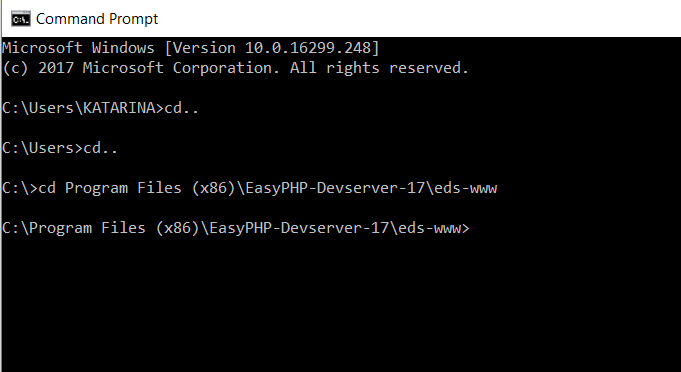 C:\. Command Prompt
Microsoft Windows [Version 10.0.16299.248]
(c) 2017 Microsoft Corporation. All rights reserved.
C:\Users\KATARINA>cd..
C:\Users>cd..
C:\>cd Program Files (x86)\EasyPHP-Devserver-17\eds-www
C:\Program Files (x86)\EasyPHP-Devserver-17\eds-www>